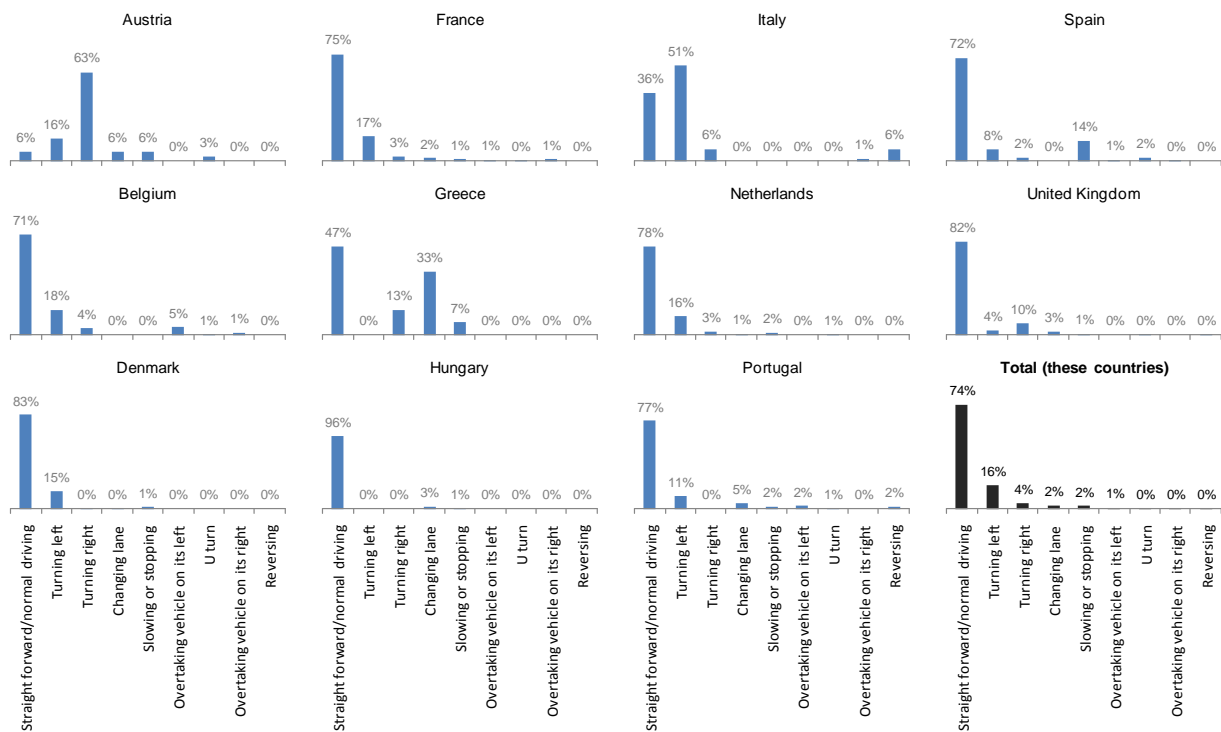 Austria
63%
16%
6%
6%
6%
0%
3%
0%
0%
France
75%
17%
3%
2%
1%
1%
0%
1%
0%
Italy
51%
36%
6%
0%
0%
0%
0%
1%
6%
Spain
72%
8%
2%
0%
14%
1%
2%
0%
0%
Belgium
71%
18%
4%
0%
0%
5%
1%
1%
0%
Greece
47%
0%
13%
33%
7%
0%
0%
0%
0%
Netherlands
78%
16%
3%
1%
2%
0%
1%
0%
0%
United Kingdom
82%
4%
10%
3%
1%
0%
0%
0%
0%
Denmark
83%
15%
0%
0%
1%
0%
0%
0%
0%
Hungary
96%
0%
0%
3%
1%
0%
0%
0%
0%
Portugal
77%
11%
0%
5%
2%
2%
1%
0%
2%
Total (these countries)
74%
16%
4%
2%
2%
1%
0%
0%
0%
Straight forward/normal driving
Turning left
Turning right
Changing lane
Slowing or stopping
Overtaking vehicle on its left
U turn
Overtaking vehicle on its right
Reversing
Straight forward/normal driving
Turning left
Turning right
Changing lane
Slowing or stopping
Overtaking vehicle on its left
U turn
Overtaking vehicle on its right
Reversing
Straight forward/normal driving
Turning left
Turning right
Changing lane
Slowing or stopping
Overtaking vehicle on its left
U turn
Overtaking vehicle on its right
Reversing
Straight forward/normal driving
Turning left
Turning right
Changing lane
Slowing or stopping
Overtaking vehicle on its left
U turn
Overtaking vehicle on its right
Reversing